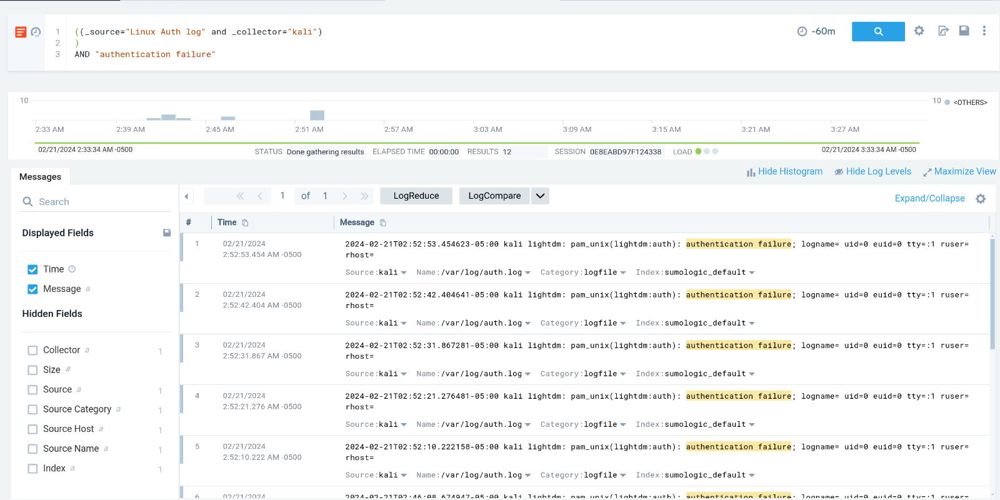 1 ((_source="Linux Auth log" and _collector="kali")
2 )
3 AND "authentication failure"
-60m
10
10 <OTHERS>
2:33 AM 2:39 AM 2:45 AM 2:51 AM 2:57 AM 3:03 AM 3:09 AM 3:15 AM 3:21 AM 3:27 AM
02/21/2024 2:33:34 AM -0500 STATUS Done gathering results ELAPSED TIME 00:00:00 RESULTS 12 SESSION 0E8EABD97F124338 LOAD 02/21/2024 3:33:34 AM -0500
Messages
Hide Histogram Hide Log Levels Maximize View
Search
1 of 1 LogReduce LogCompare
Expand/Collapse
Displayed Fields
Time
Message a
Hidden Fields
Collector a 1
Size #
Source a 1
Source Category a 1
Source Host a 1
Source Name a 1
Index a 1
# Time Message
1 02/21/2024 2024-02-21T02:52:53.454623-05:00 kali lightdm: pam_unix(lightdm:auth): authentication failure; logname= uid=0 euid=0 tty=:1 ruser=
2:52:53.454 AM -0500 rhost=
Source:kali Name:/var/log/auth.log Category:logfile Index:sumologic_default
2 02/21/2024 2024-02-21T02:52:42.404641-05:00 kali lightdm: pam_unix(lightdm:auth): authentication failure; logname= uid=0 euid=0 tty=:1 ruser=
2:52:42.404 AM -0500 rhost=
Source:kali Name:/var/log/auth.log Category:logfile Index:sumologic_default
3 02/21/2024 2024-02-21T02:52:31.867281-05:00 kali lightdm: pam_unix(lightdm:auth): authentication failure; logname= uid=0 euid=0 tty=:1 ruser=
2:52:31.867 AM -0500 rhost=
Source:kali Name:/var/log/auth.log Category:logfile Index:sumologic_default
4 02/21/2024 2024-02-21T02:52:21.276481-05:00 kali lightdm: pam_unix(lightdm:auth): authentication failure; logname= uid=0 euid=0 tty=:1 ruser=
2:52:21.276 AM -0500 rhost=
Source:kali Name:/var/log/auth.log Category:logfile Index:sumologic_default
5 02/21/2024 2024-02-21T02:52:10.222158-05:00 kali lightdm: pam_unix(lightdm:auth): authentication failure; logname= uid=0 euid=0 tty=:1 ruser=
2:52:10.222 AM -0500 rhost=
Source:kali Name:/var/log/auth.log Category:logfile Index:sumologic_default
6 02/21/2024 2024-02-21T02:46:08.674947-05:00 kali lightdm: pam_unix(lightdm:auth): authentication failure; logname= uid=0 euid=0 tty=:1 ruser=